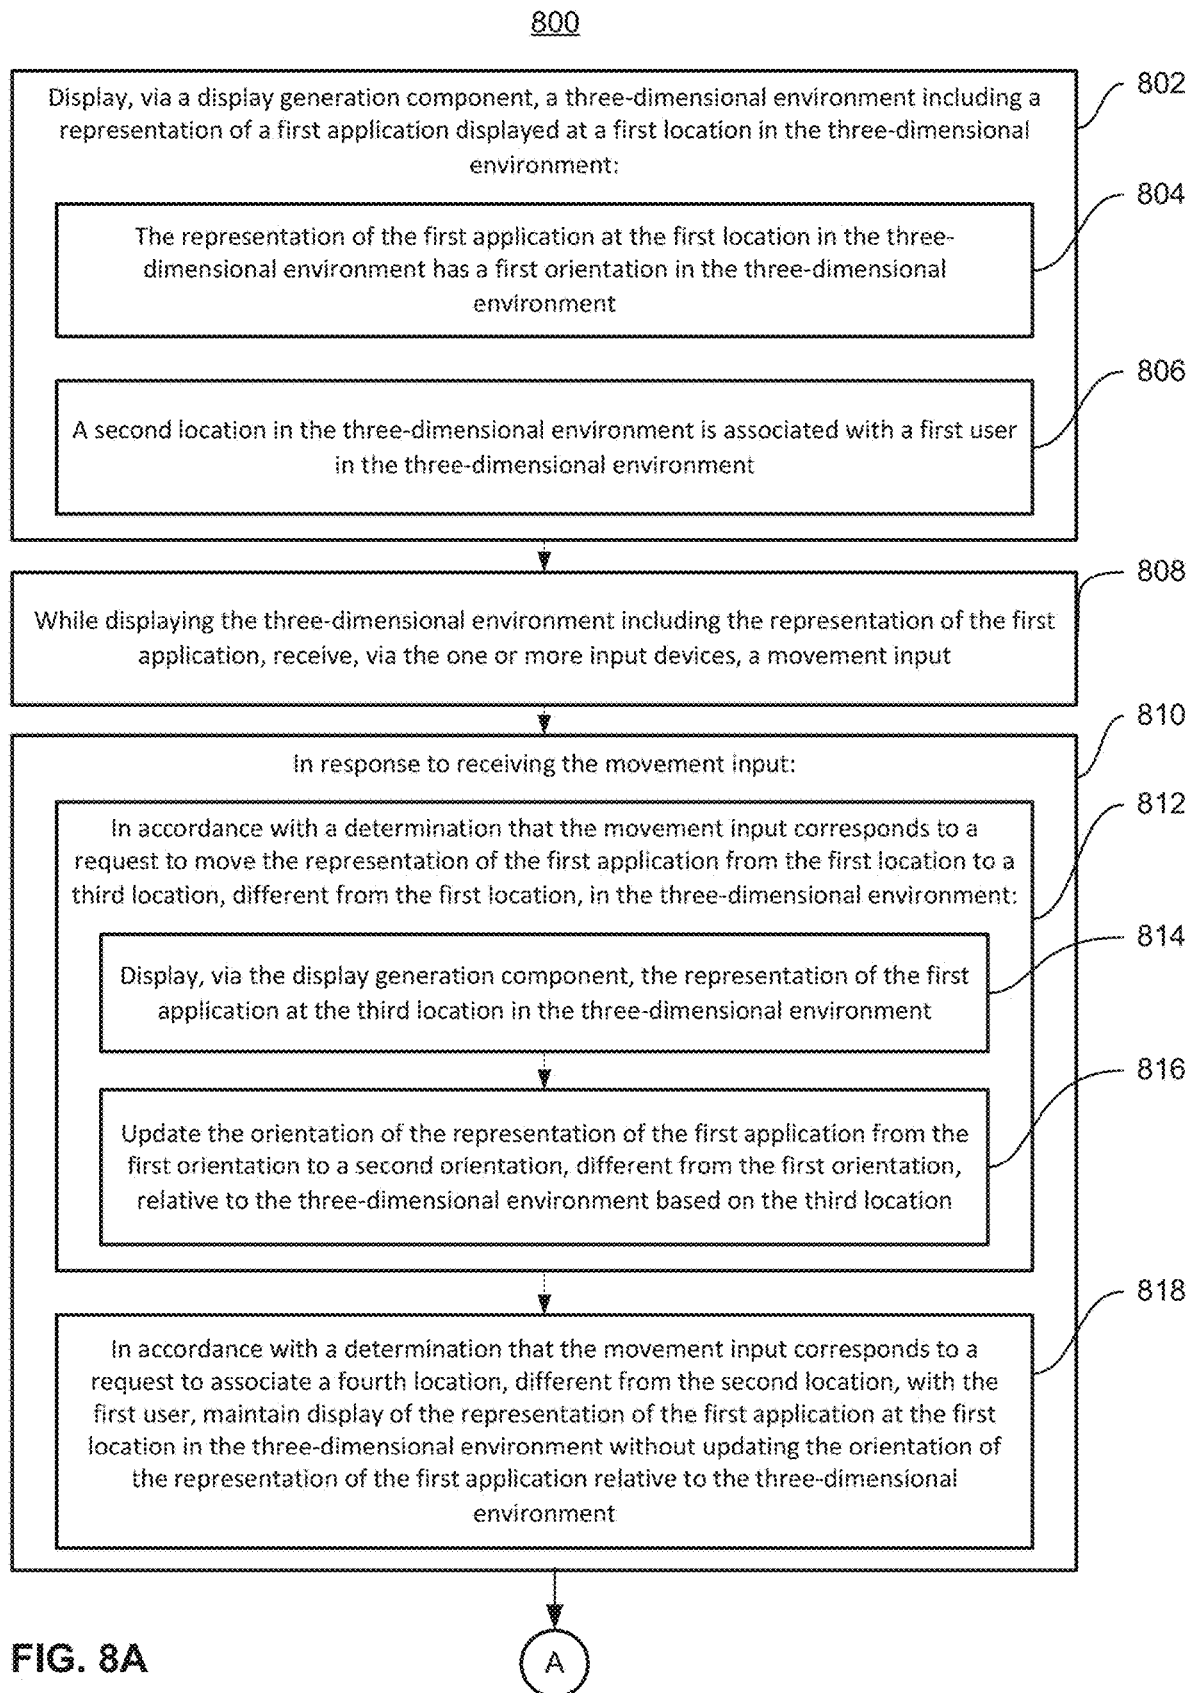 800
802
Display, via a display generation component, a three-dimensional environment including a
representation of a first application displayed at a first location in the three-dimensional
environment:
804
The representation of the first application at the first location in the three-
dimensional environment has a first orientation in the three-dimensional
environment
806
A second location in the three-dimensional environment is associated with a first user
in the three-dimensional environment
808
While displaying the three-dimensional environment including the representation of the first
application, receive, via the one or more input devices, a movement input
810
In response to receiving the movement input:
812
In accordance with a determination that the movement input corresponds to a
request to move the representation of the first application from the first location to a
third location, different from the first location, in the three-dimensional environment:
814
Display, via the display generation component, the representation of the first
application at the third location in the three-dimensional environment
816
Update the orientation of the representation of the first application from the
first orientation to a second orientation, different from the first orientation,
relative to the three-dimensional environment based on the third location
818
In accordance with a determination that the movement input corresponds to a
request to associate a fourth location, different from the second location, with the
first user, maintain display of the representation of the first application at the first
location in the three-dimensional environment without updating the orientation of
the representation of the first application relative to the three-dimensional
environment
FIG. 8A
A